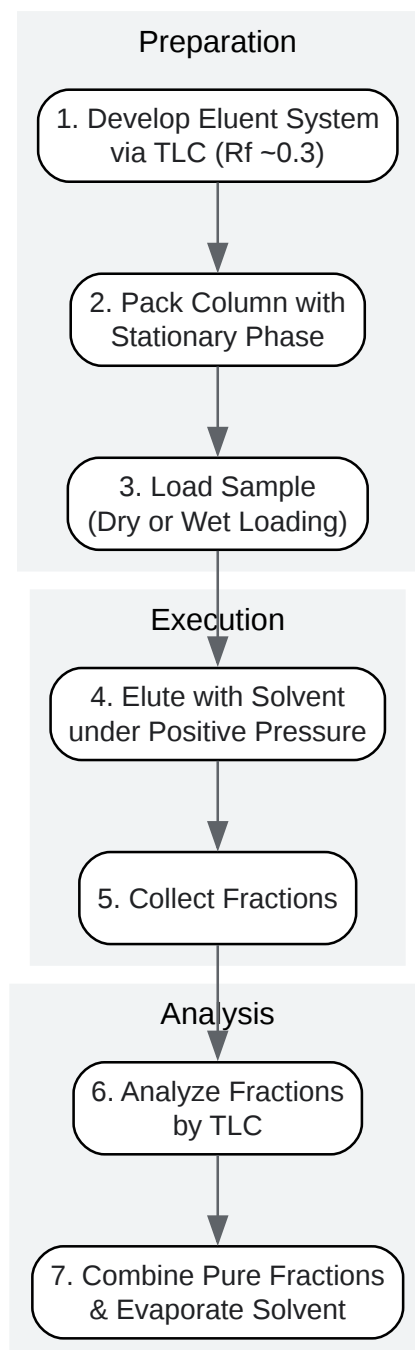 Preparation
1. Develop Eluent System
via TLC (Rf ~0.3)
2. Pack Column with
Stationary Phase
3. Load Sample
(Dry or Wet Loading)
Execution
4. Elute with Solvent
under Positive Pressure
5. Collect Fractions
Analysis
6. Analyze Fractions
by TLC
7. Combine Pure Fractions
& Evaporate Solvent